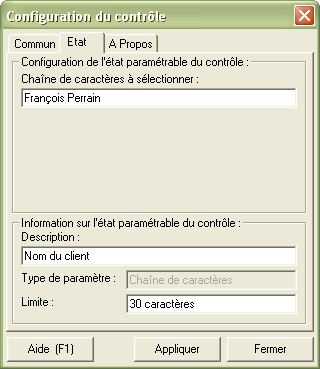 Configuration du contrôle
Commun Etat A Propos
Configuration de l'état paramétrable du contrôle :
Chaîne de caractères à sélectionner :
François Perrain
Information sur l'état paramétrable du contrôle :
Description :
Nom du client
Type de paramètre : Chaîne de caractères
Limite : 30 caractères
Aide (F1) Appliquer Fermer